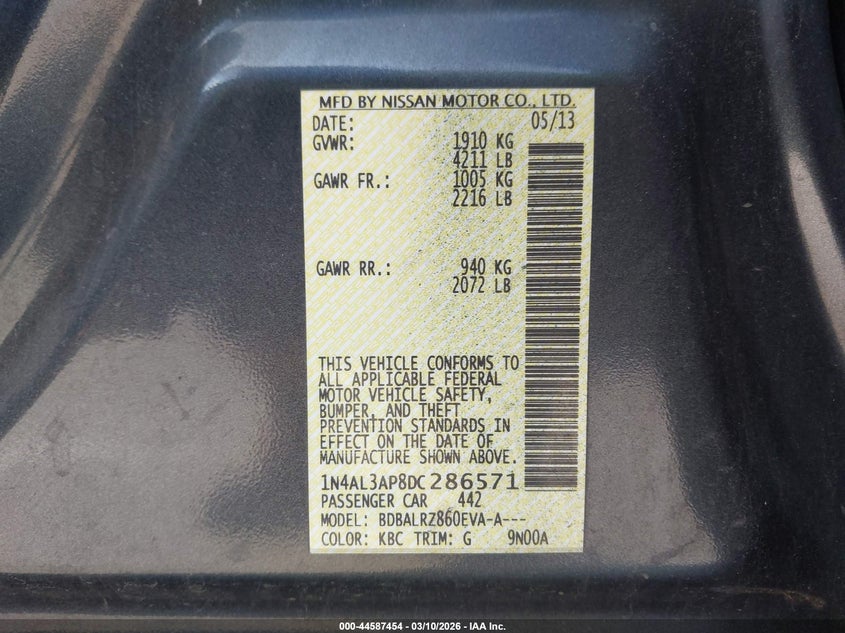 MFD BY NISSAN MOTOR CO., LTD.
DATE: 05/13
GVWR: 1910 KG
4211 LB
GAWR FR.: 1005 KG
2216 LB
GAWR RR.: 940 KG
2072 LB
THIS VEHICLE CONFORMS TO
ALL APPLICABLE FEDERAL
MOTOR VEHICLE SAFETY,
BUMPER, AND THEFT
PREVENTION STANDARDS IN
EFFECT ON THE DATE OF
MANUFACTURE SHOWN ABOVE.
1N4AL3AP8DC286571
PASSENGER CAR 442
MODEL: BDBALRZ860EVA-A---
COLOR: KBC TRIM: G 9N00A
000-44587454 — 03/10/2026 — IAA Inc.